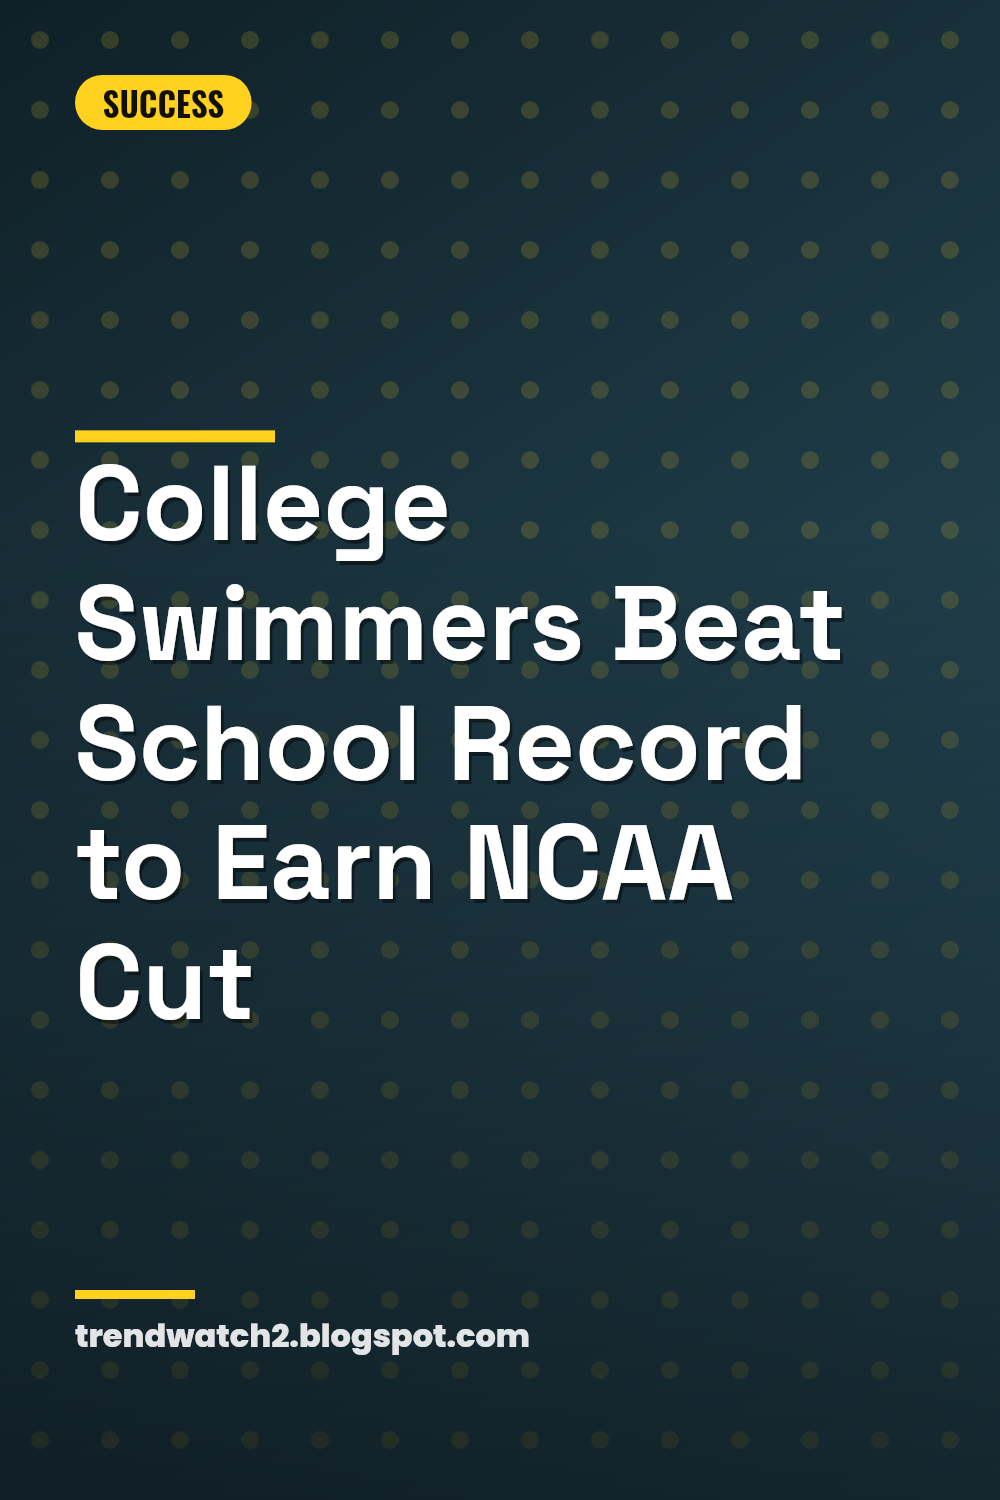 SUCCESS
College
Swimmers Beat
School Record
to Earn NCAA
Cut
trendwatch2.blogspot.com